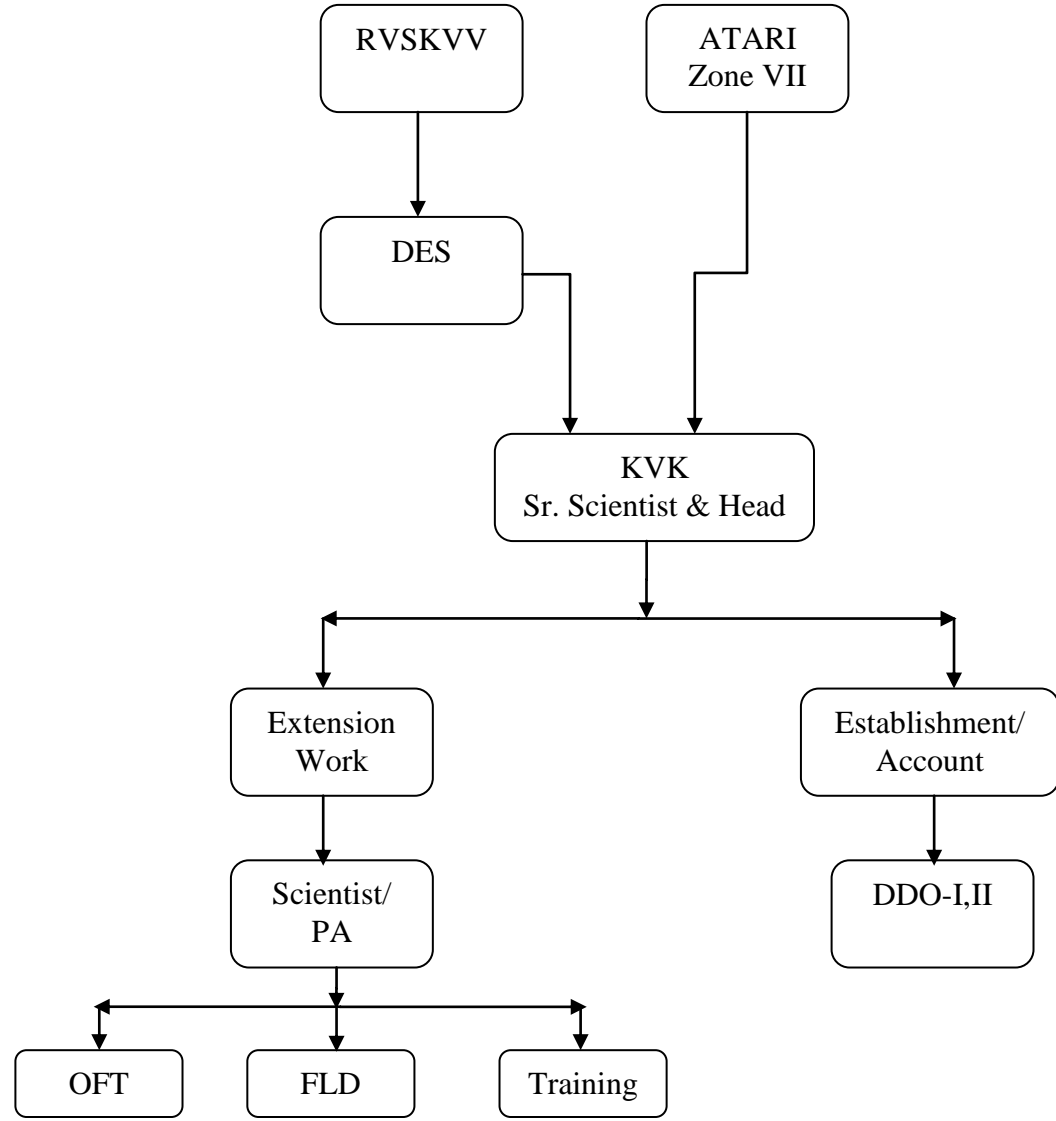 RVSKVV
ATARI
Zone VII
DES
KVK
Sr. Scientist & Head
Extension
Work
Establishment/
Account
Scientist/
PA
DDO-I,II
OFT
FLD
Training